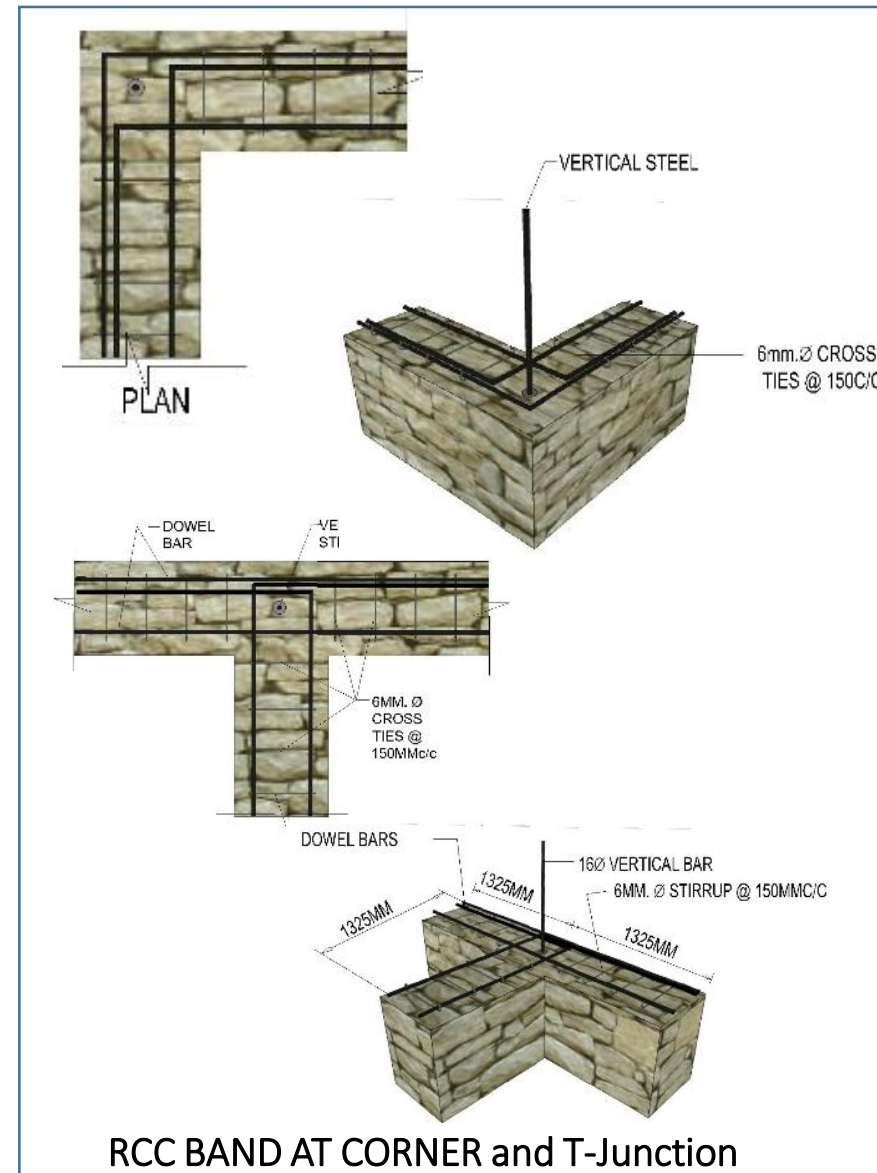 VERTICAL STEEL
6mm.Ø CROSS
TIES @ 150C/C
PLAN
DOWEL
BAR
VE
STI
6MM. Ø
CROSS
TIES @
150MMc/c
DOWEL BARS
16Ø VERTICAL BAR
6MM. Ø STIRRUP @ 150MMC/C
1325MM
1325MM
1325MM
RCC BAND AT CORNER and T-Junction